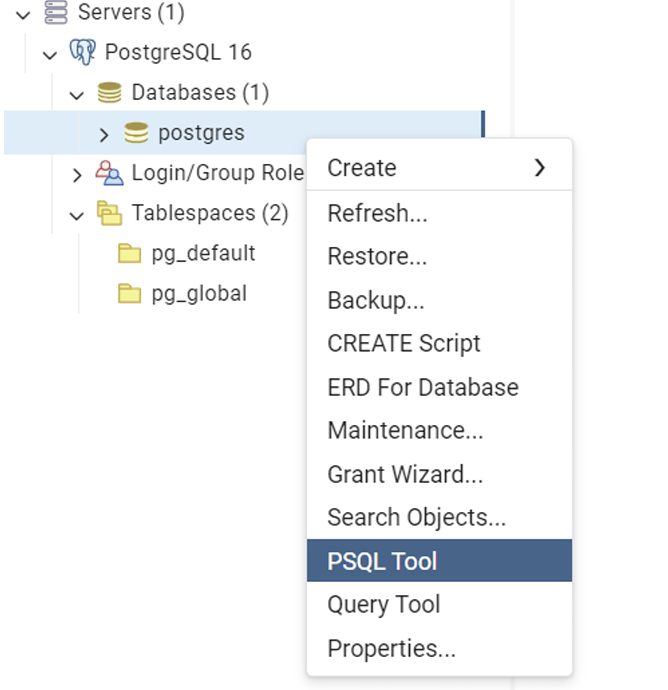 Servers (1)
PostgreSQL 16
Databases (1)
postgres
Login/Group Role
Tablespaces (2)
pg_default
pg_global
Create
Refresh...
Restore...
Backup...
CREATE Script
ERD For Database
Maintenance...
Grant Wizard...
Search Objects...
PSQL Tool
Query Tool
Properties...